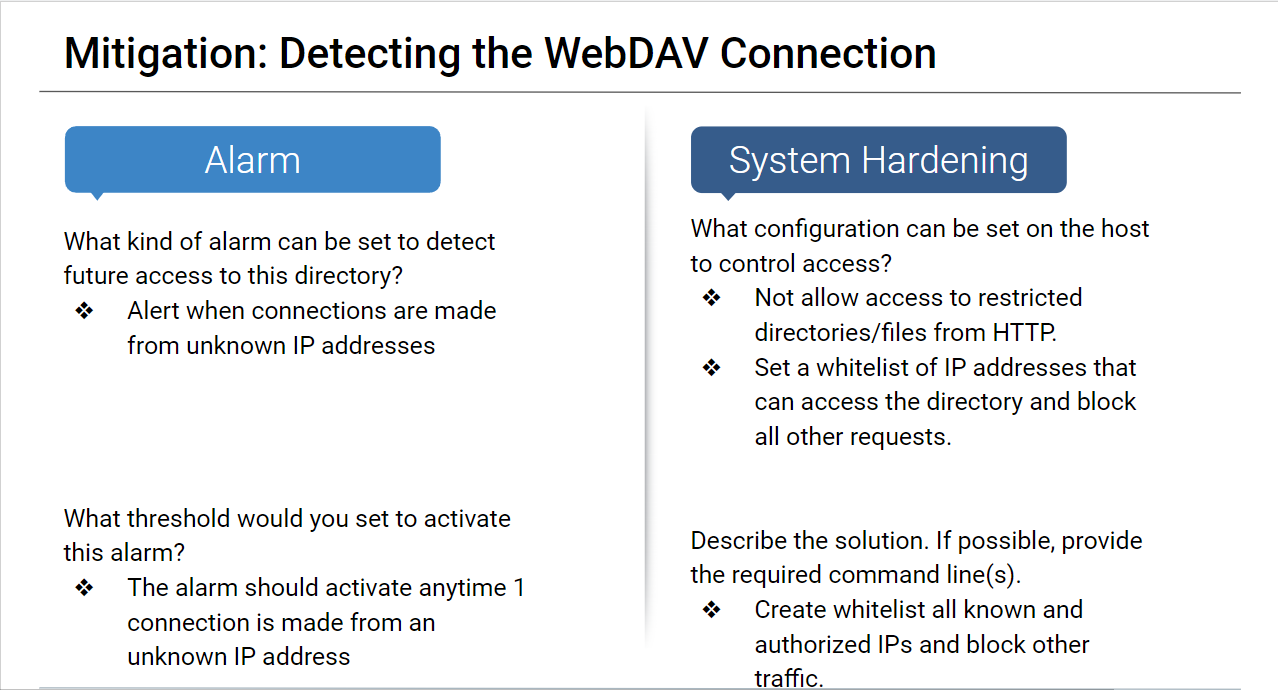 Mitigation: Detecting the WebDAV Connection
Alarm
What kind of alarm can be set to detect
future access to this directory?
❖ Alert when connections are made
from unknown IP addresses
What threshold would you set to activate
this alarm?
❖ The alarm should activate anytime 1
connection is made from an
unknown IP address
System Hardening
What configuration can be set on the host
to control access?
❖ Not allow access to restricted
directories/files from HTTP.
❖ Set a whitelist of IP addresses that
can access the directory and block
all other requests.
Describe the solution. If possible, provide
the required command line(s).
❖ Create whitelist all known and
authorized IPs and block other
traffic.